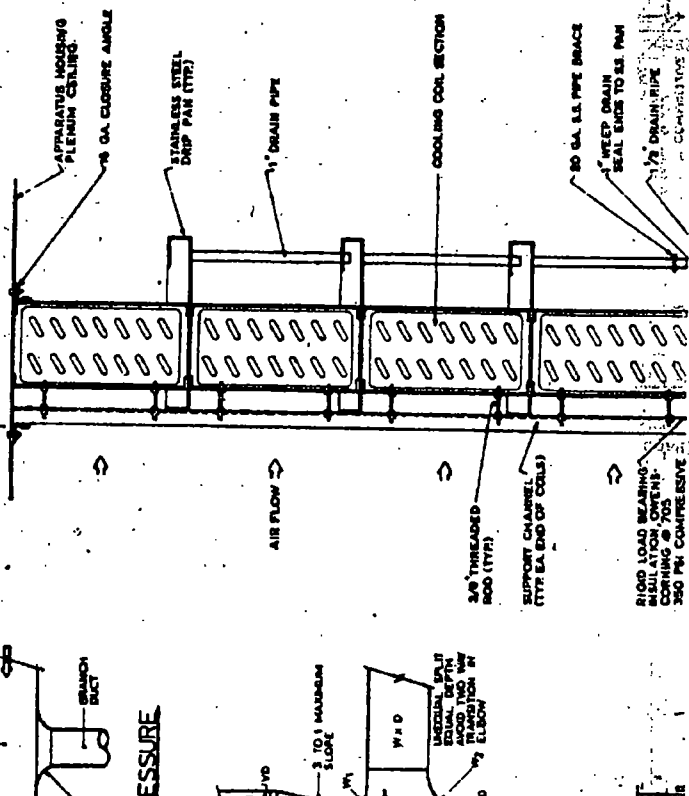 APPARATUS HOUSING
PLENUM CEILING
16 GA. CLOSURE ANGLE
STAINLESS STEEL
DRIP PAN (TYP.)
1" DRAIN PIPE
COOLING COIL SECTION
20 GA. S.S. PIPE BRACE
1" WEEP DRAIN
SEAL ENDS TO S.S. PAN
1 1/2" DRAIN PIPE
AIR FLOW
3/8" THREADED
ROD (TYP.)
SUPPORT CHANNEL
(TYP. EA. END OF COILS)
RIGID LOAD BEARING
INSULATION, OWENS-
CORNING # 705
350 PSI COMPRESSIVE
BRANCH
DUCT
ESSURE
VD
3 TO 1 MAXIMUM
SLOPE
W1
W x D
UNEQUAL SPLIT
EQUAL DEPTH
AVOID TWO WAY
TRANSITION IN
ELBOW
W2